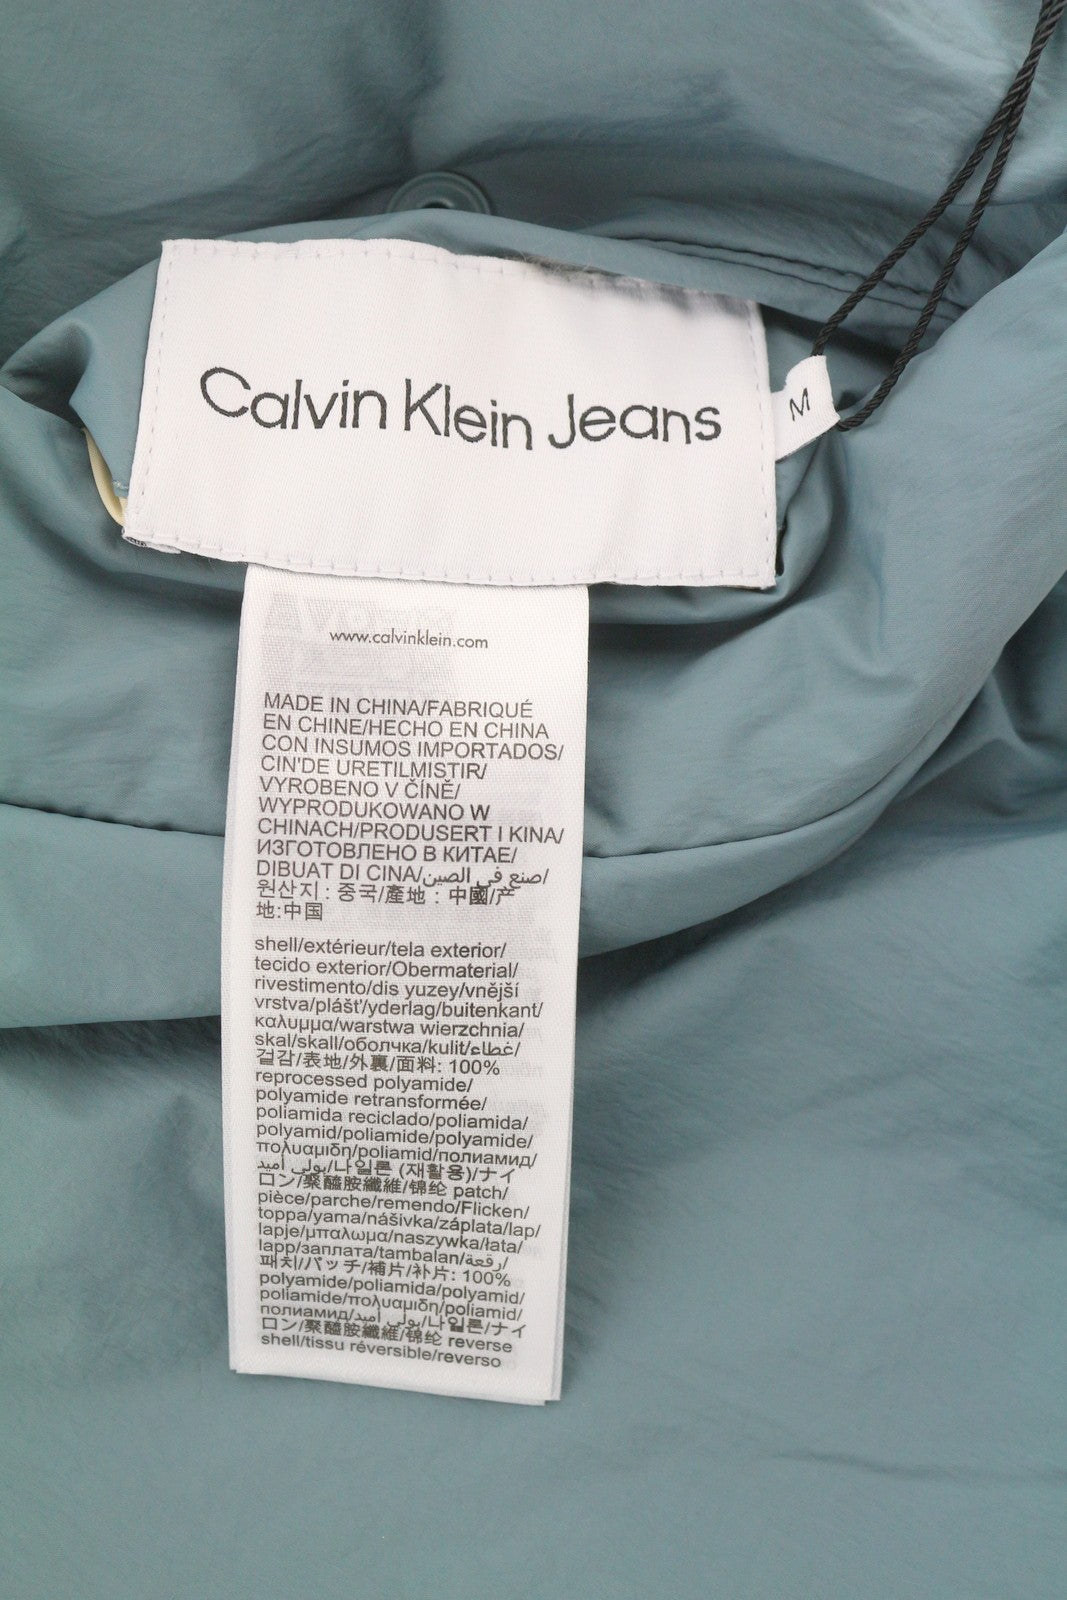 Calvin Klein Jeans
M
www.calvinklein.com
MADE IN CHINA/FABRIQUÉ
EN CHINE/HECHO EN CHINA
CON INSUMOS IMPORTADOS/
CIN'DE URETILMISTIR/
VYROBENO V ČÍNĚ/
WYPRODUKOWANO W
CHINACH/PRODUSERT I KINA/
ИЗГОТОВЛЕНО В КИТАЕ/
DIBUAT DI CINA/صنع في الصين/
원산지 : 중국/產地 : 中國/产
地:中国
shell/extérieur/tela exterior/
tecido exterior/Obermaterial/
rivestimento/dis yuzey/vnější
vrstva/plášť/yderlag/buitenkant/
καλυμμα/warstwa wierzchnia/
skal/skall/оболчка/kulit/غطاء/
겉감/表地/外裏/面料: 100%
reprocessed polyamide/
polyamide retransformée/
poliamida reciclado/poliamida/
polyamid/poliamide/polyamide/
πολυαμιδη/poliamid/полиамид/
بولي أميد/나일론 (재활용)/ナイ
ロン/聚醯胺纖維/锦纶 patch/
pièce/parche/remendo/Flicken/
toppa/yama/nášivka/záplata/lap/
lapje/μπαλωμα/naszywka/łata/
lapp/заплата/tambalan/رقعة/
패치/パッチ/補片/补片: 100%
polyamide/poliamida/polyamid/
poliamide/πολυαμιδη/poliamid/
полиамид/بولي أميد/나일론/ナイ
ロン/聚醯胺纖維/锦纶 reverse
shell/tissu réversible/reverso